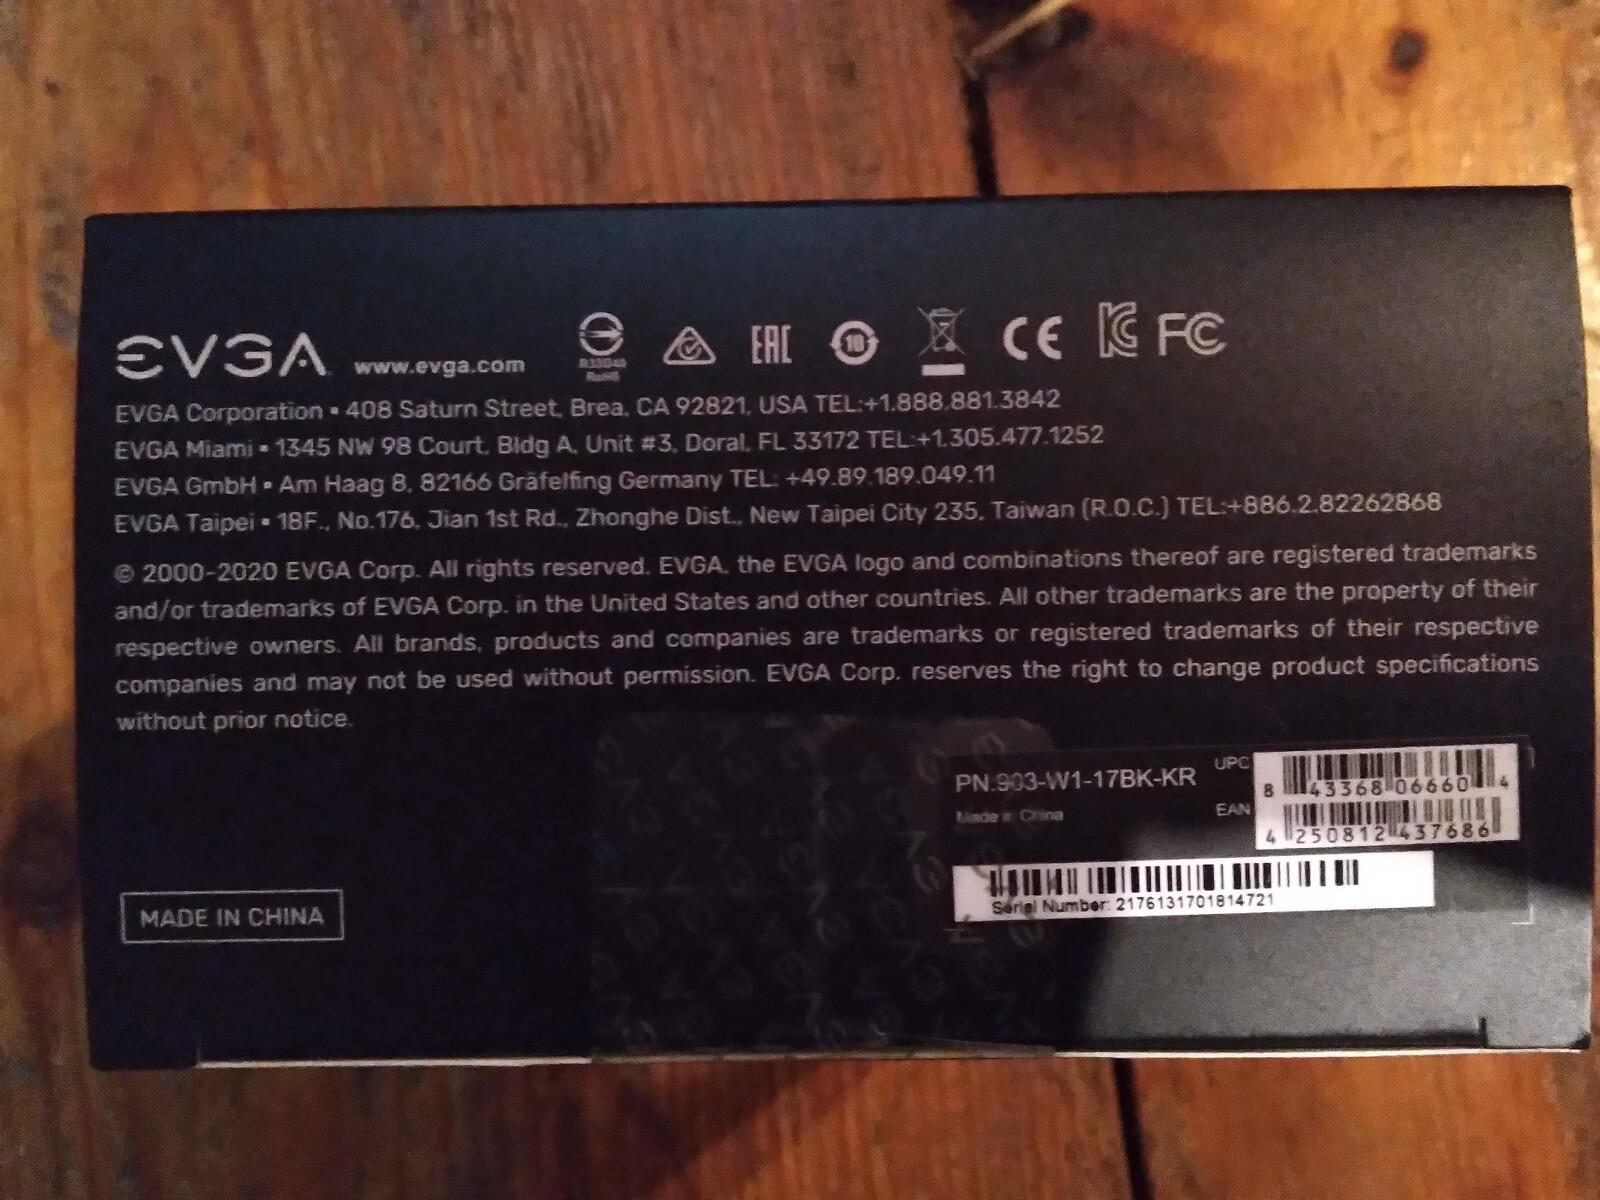 EVGA www.evga.com
R33040
RoHS
EAC
10
CE
FC
EVGA Corporation ▪ 408 Saturn Street, Brea, CA 92821, USA TEL:+1.888.881.3842
EVGA Miami ▪ 1345 NW 98 Court, Bldg A, Unit #3, Doral, FL 33172 TEL:+1.305.477.1252
EVGA GmbH ▪ Am Haag 8, 82166 Gräfelfing Germany TEL: +49.89.189.049.11
EVGA Taipei ▪ 18F., No.176, Jian 1st Rd., Zhonghe Dist., New Taipei City 235, Taiwan (R.O.C.) TEL:+886.2.82262868
© 2000-2020 EVGA Corp. All rights reserved. EVGA, the EVGA logo and combinations thereof are registered trademarks
and/or trademarks of EVGA Corp. in the United States and other countries. All other trademarks are the property of their
respective owners. All brands, products and companies are trademarks or registered trademarks of their respective
companies and may not be used without permission. EVGA Corp. reserves the right to change product specifications
without prior notice.
PN.903-W1-17BK-KR
Made in China
UPC
8 43368 06660 4
EAN
4 250812 437686
Serial Number: 2176131701814721
MADE IN CHINA